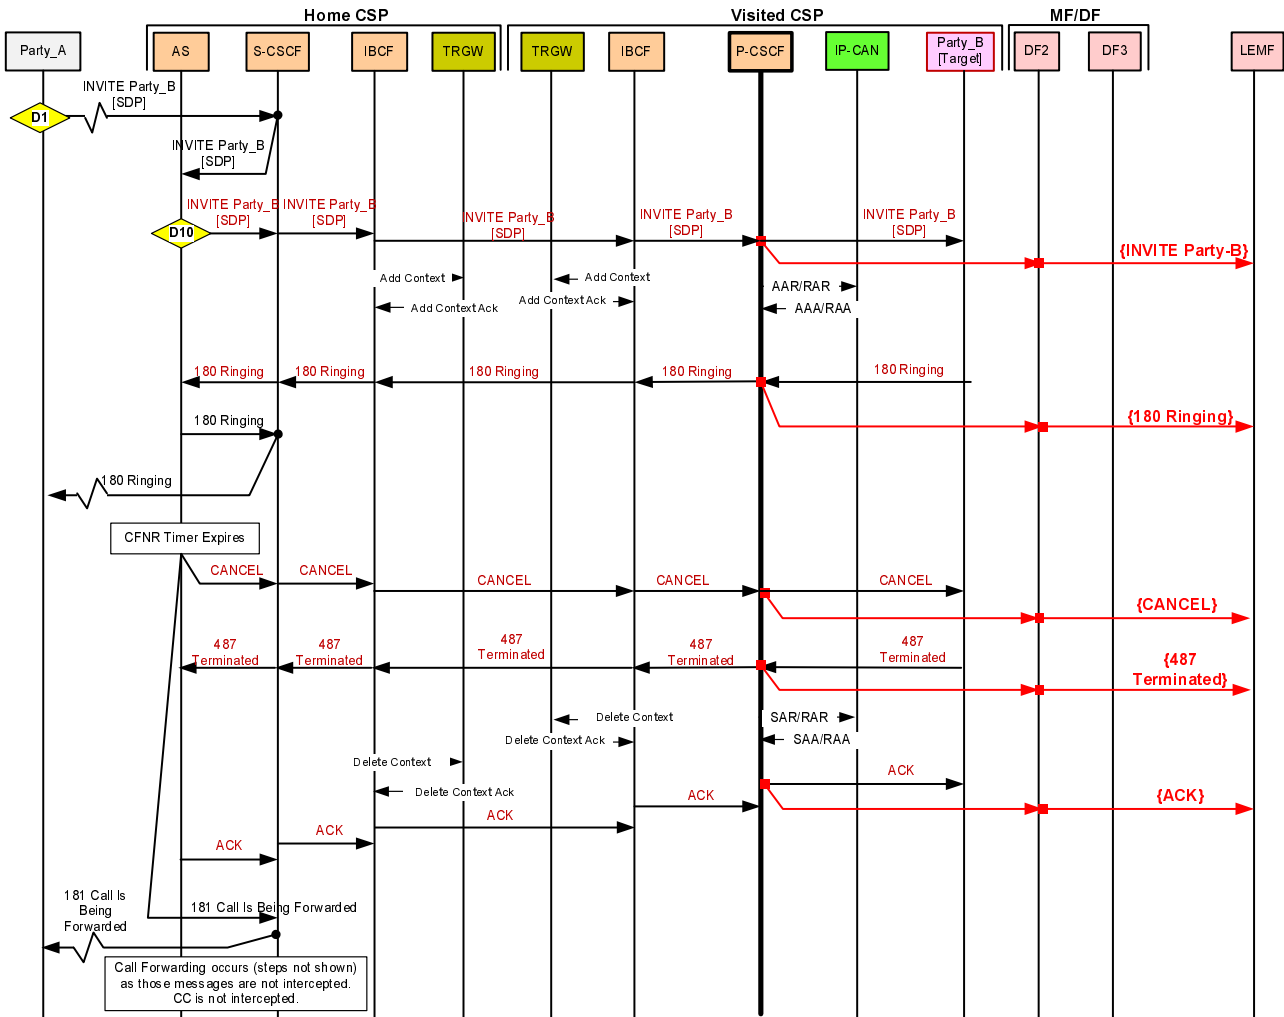 Home CSP
Visited CSP
MF/DF
Party_A
AS
S-CSCF
IBCF
TRGW
TRGW
IBCF
P-CSCF
IP-CAN
Party_B
[Target]
DF2
DF3
LEMF
INVITE Party_B
[SDP]
D1
INVITE Party_B
[SDP]
D10
INVITE Party_B
[SDP]
INVITE Party_B
[SDP]
NVITE Party_B
[SDP]
INVITE Party_B
[SDP]
INVITE Party_B
[SDP]
{INVITE Party-B}
Add Context
Add Context
AAR/RAR
Add Context Ack
Add Context Ack
AAA/RAA
180 Ringing
180 Ringing
180 Ringing
180 Ringing
180 Ringing
{180 Ringing}
180 Ringing
180 Ringing
CFNR Timer Expires
CANCEL
CANCEL
CANCEL
CANCEL
CANCEL
{CANCEL}
487
Terminated
487
Terminated
487
Terminated
487
Terminated
487
Terminated
{487
Terminated}
Delete Context
SAR/RAR
Delete Context Ack
SAA/RAA
Delete Context
Delete Context Ack
ACK
{ACK}
ACK
ACK
ACK
ACK
181 Call Is
Being
Forwarded
181 Call Is Being Forwarded
Call Forwarding occurs (steps not shown)
as those messages are not intercepted.
CC is not intercepted.